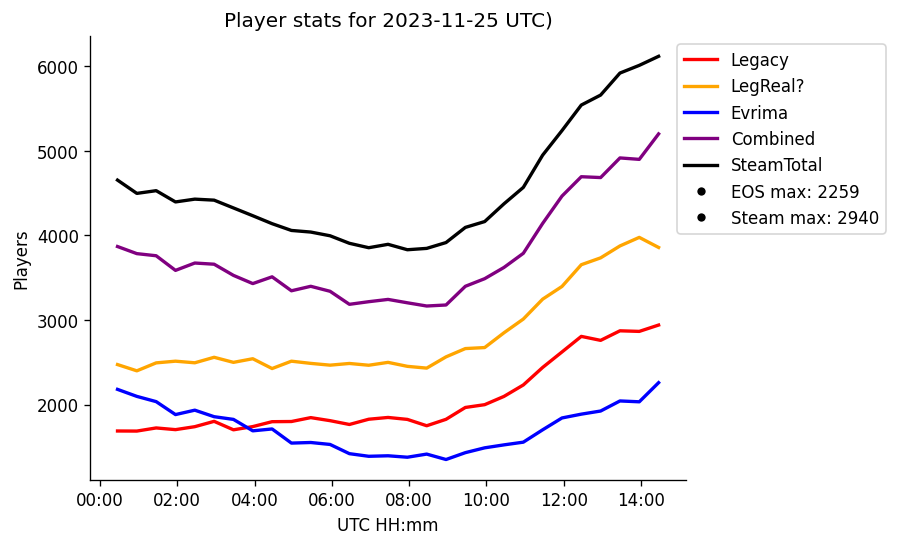 Player stats for 2023-11-25 UTC)
6000
5000
4000
3000
2000
Players
00:00 02:00 04:00 06:00 08:00 10:00 12:00 14:00
UTC HH:mm
Legacy
LegReal?
Evrima
Combined
SteamTotal
EOS max: 2259
Steam max: 2940